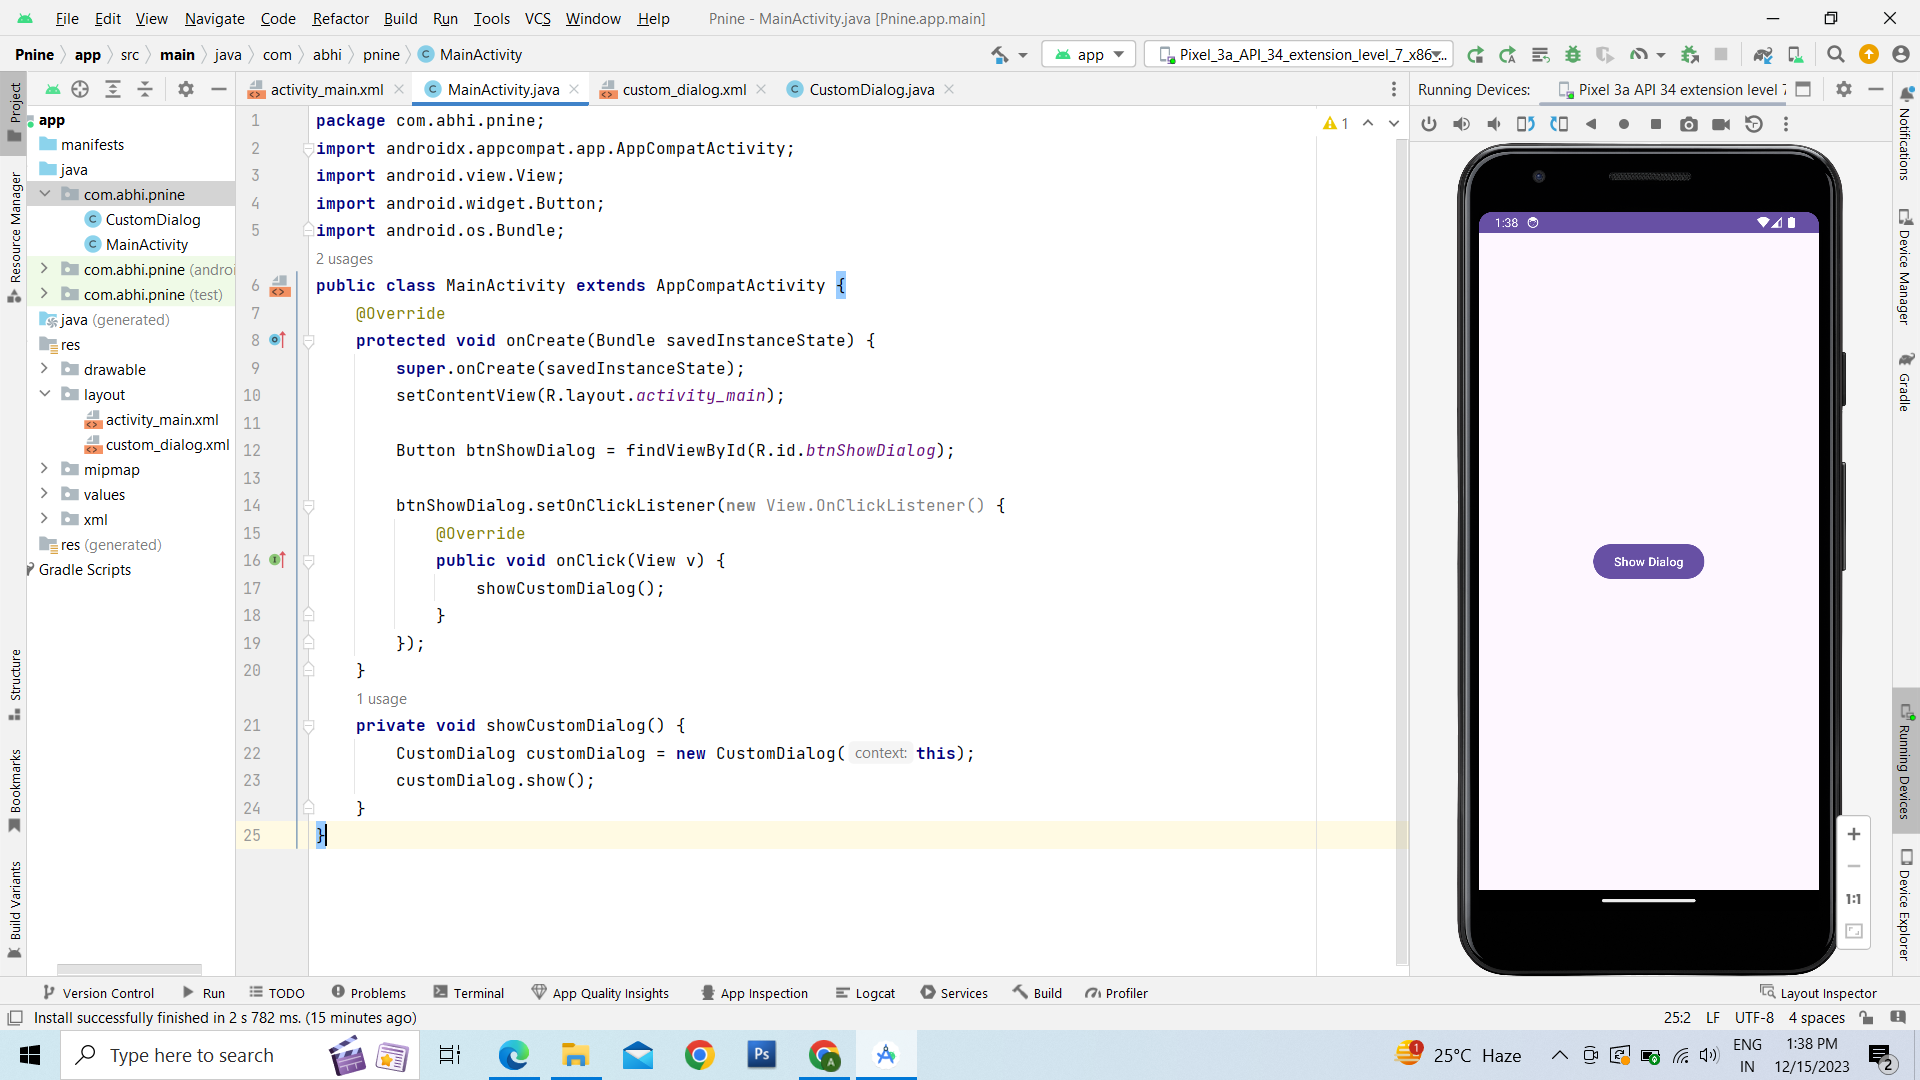 File Edit View Navigate Code Refactor Build Run Tools VCS Window Help Pnine - MainActivity.java [Pnine.app.main]
Pnine app src main java com abhi pnine MainActivity app Pixel_3a_API_34_extension_level_7_x86_...
activity_main.xml MainActivity.java custom_dialog.xml CustomDialog.java Running Devices: Pixel 3a API 34 extension level 7
Project
Resource Manager
Structure
Bookmarks
Build Variants
app
manifests
java
com.abhi.pnine
CustomDialog
MainActivity
com.abhi.pnine (androi
com.abhi.pnine (test)
java (generated)
res
drawable
layout
activity_main.xml
custom_dialog.xml
mipmap
values
xml
res (generated)
Gradle Scripts
1 package com.abhi.pnine;
2 import androidx.appcompat.app.AppCompatActivity;
3 import android.view.View;
4 import android.widget.Button;
5 import android.os.Bundle;
2 usages
6 public class MainActivity extends AppCompatActivity {
7 @Override
8 protected void onCreate(Bundle savedInstanceState) {
9 super.onCreate(savedInstanceState);
10 setContentView(R.layout.activity_main);
11
12 Button btnShowDialog = findViewById(R.id.btnShowDialog);
13
14 btnShowDialog.setOnClickListener(new View.OnClickListener() {
15 @Override
16 public void onClick(View v) {
17 showCustomDialog();
18 }
19 });
20 }
1 usage
21 private void showCustomDialog() {
22 CustomDialog customDialog = new CustomDialog( context: this);
23 customDialog.show();
24 }
25 }
1
1:38
Show Dialog
1:1
Notifications
Device Manager
Gradle
Running Devices
Device Explorer
Version Control Run TODO Problems Terminal App Quality Insights App Inspection Logcat Services Build Profiler Layout Inspector
Install successfully finished in 2 s 782 ms. (15 minutes ago) 25:2 LF UTF-8 4 spaces
Type here to search Ps A 1 25°C Haze ENG IN 1:38 PM 12/15/2023 2